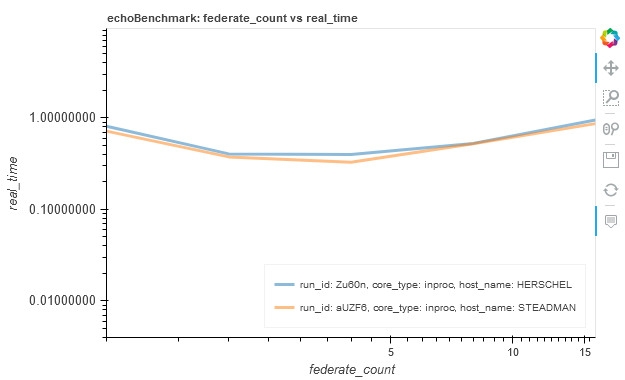 echoBenchmark: federate_count vs real_time
1.00000000
0.10000000
0.01000000
real_time
run_id: Zu60n, core_type: inproc, host_name: HERSCHEL
run_id: aUZF6, core_type: inproc, host_name: STEADMAN
5
10
15
federate_count